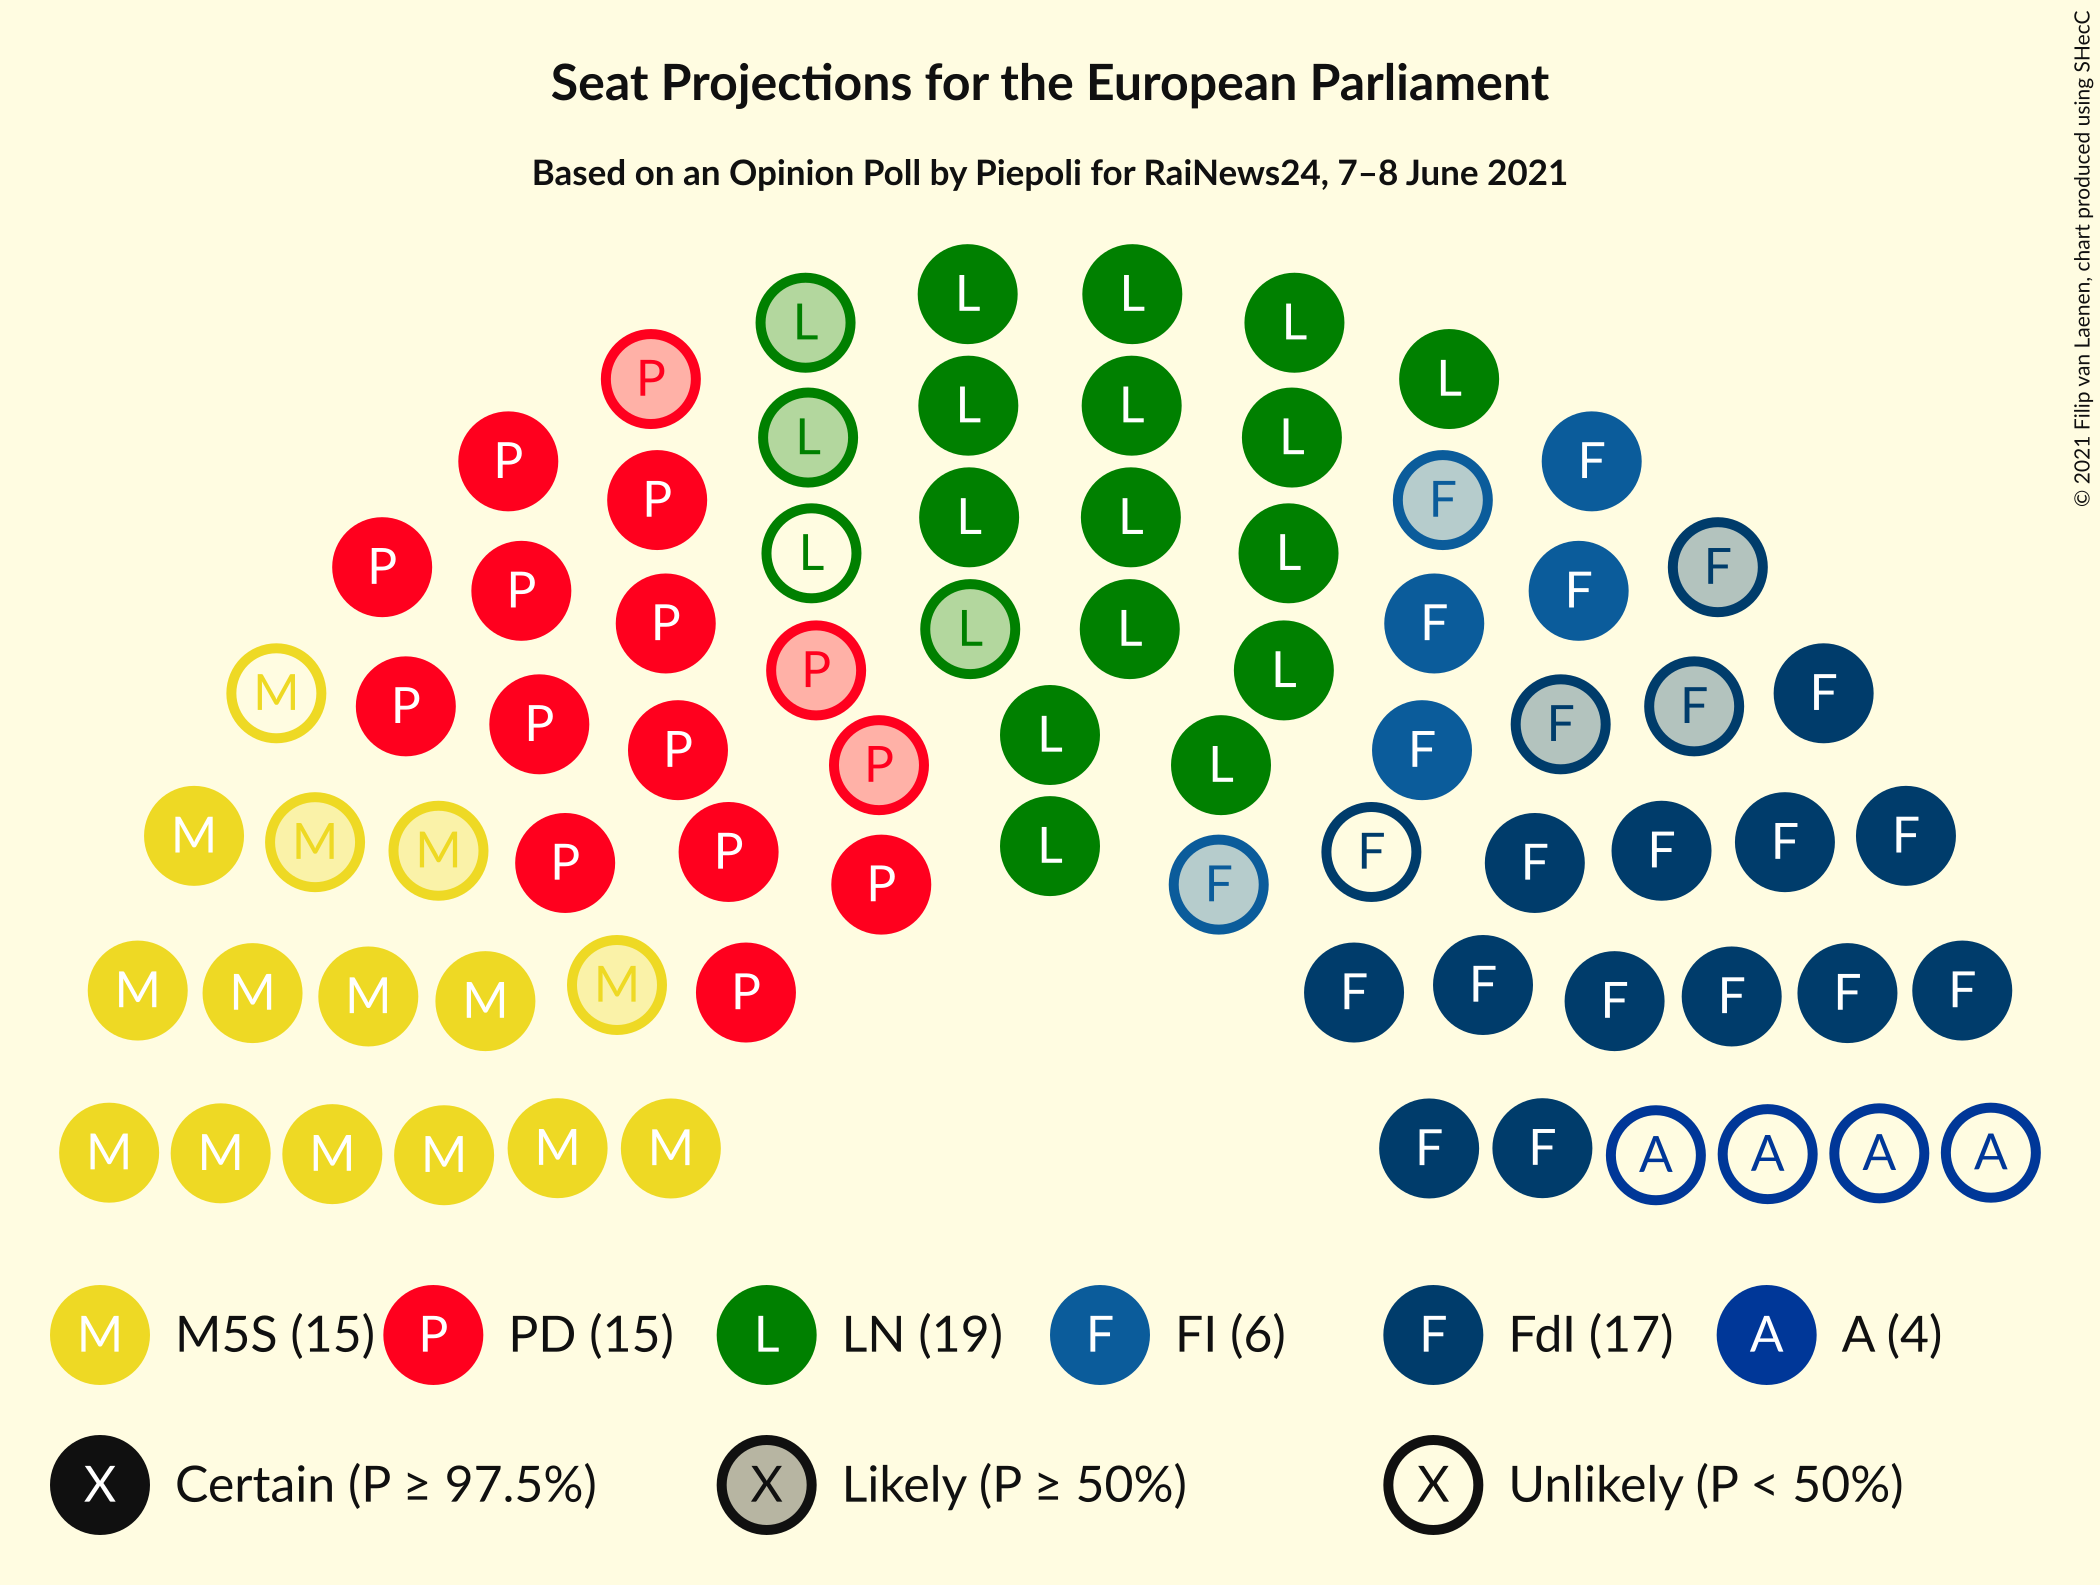 Seat Projections for the European Parliament
Based on an Opinion Poll by Piepoli for RaiNews24, 7–8 June 2021
© 2021 Filip van Laenen, chart produced using SHecC
L L
L L
P L
L L
L L
P F F
P L L
P L F
P P F
P L L
P L
M P F F
P P P F F
L
P L
M M F F F
L
M P P F F F
P F
M M M M M P F F F F F F
M M M M M M F F A A A A
M M5S (15) P PD (15) L LN (19) F FI (6) F FdI (17) A A (4)
X Certain (P ≥ 97.5%) X Likely (P ≥ 50%) X Unlikely (P < 50%)